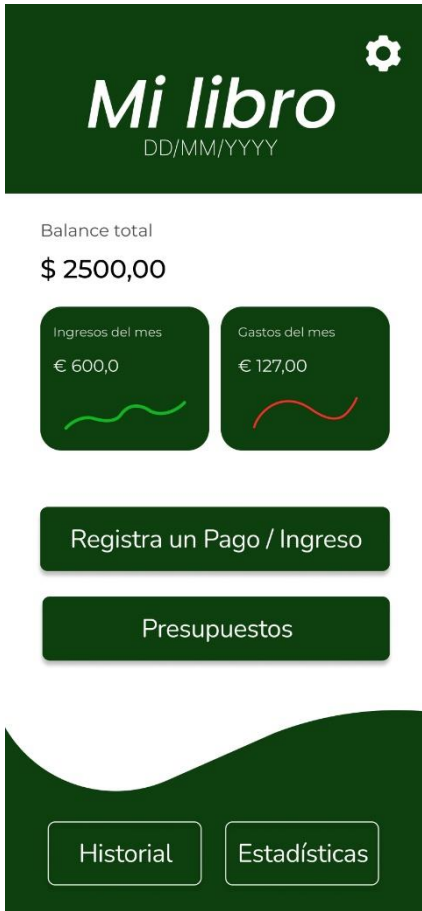 Mi libro
DD/MM/YYYY
Balance total
$ 2500,00
Ingresos del mes
€ 600,0
Gastos del mes
€ 127,00
Registra un Pago / Ingreso
Presupuestos
Historial
Estadísticas